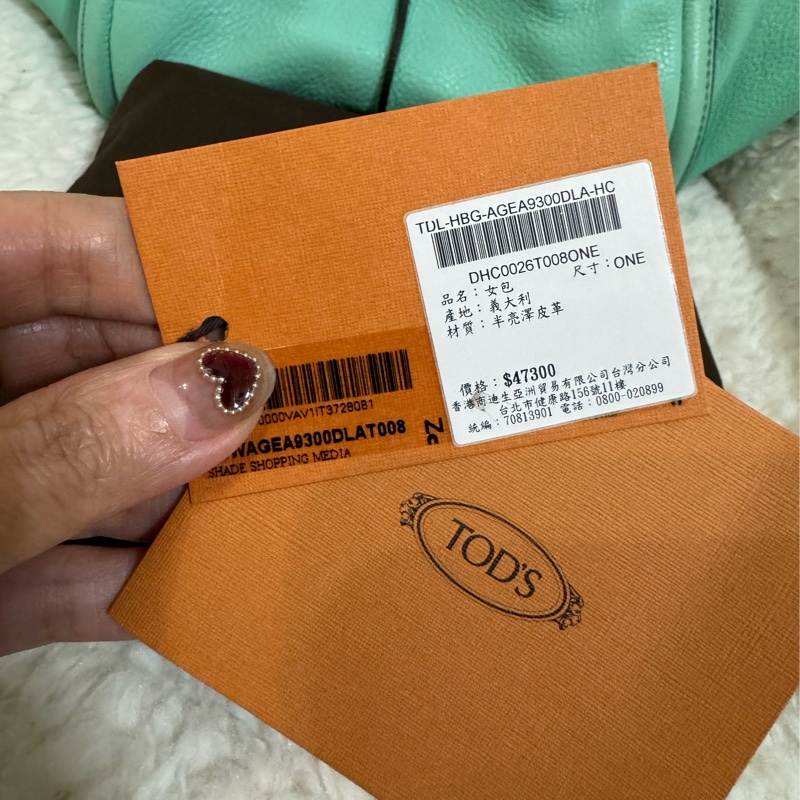 TDL-HBG-AGEA9300DLA-HC
DHC0026T008ONE
品名：女包 尺寸：ONE
產地：義大利
材質：半亮澤皮革
價格：$47300
香港商迪生亞洲貿易有限公司台灣分公司
台北市健康路156號11樓
統編：70813901 電話：0800-020899
0000VAV1IT3728081
WAGEA9300DLAT008
SHADE SHOPPING MEDIA
TOD'S